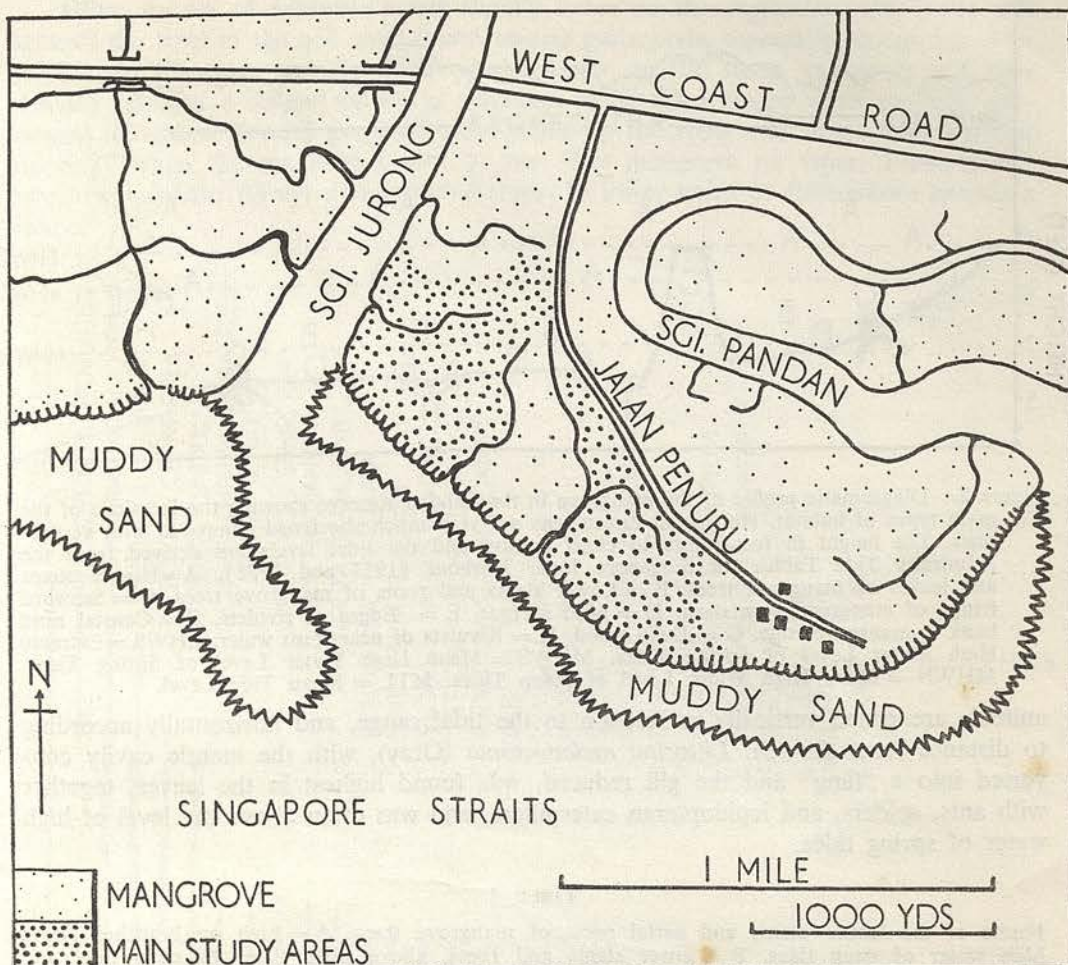 WEST COAST ROAD
SGI. JURONG
SGI. PANDAN
JALAN PENURU
MUDDY
SAND
MUDDY SAND
N
SINGAPORE STRAITS
1 MILE
1000 YDS
MANGROVE
MAIN STUDY AREAS